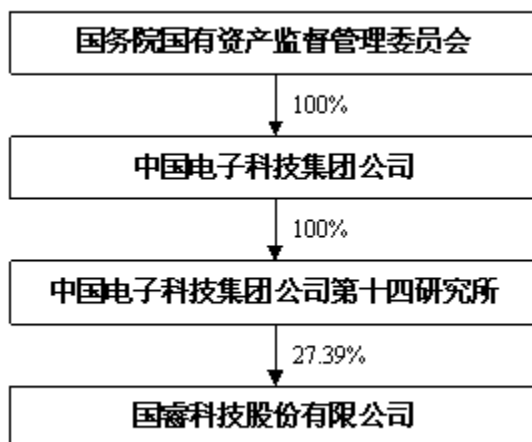 国务院国有资产监督管理委员会
100%
中国电子科技集团公司
100%
中国电子科技集团公司第十四研究所
27.39%
国睿科技股份有限公司